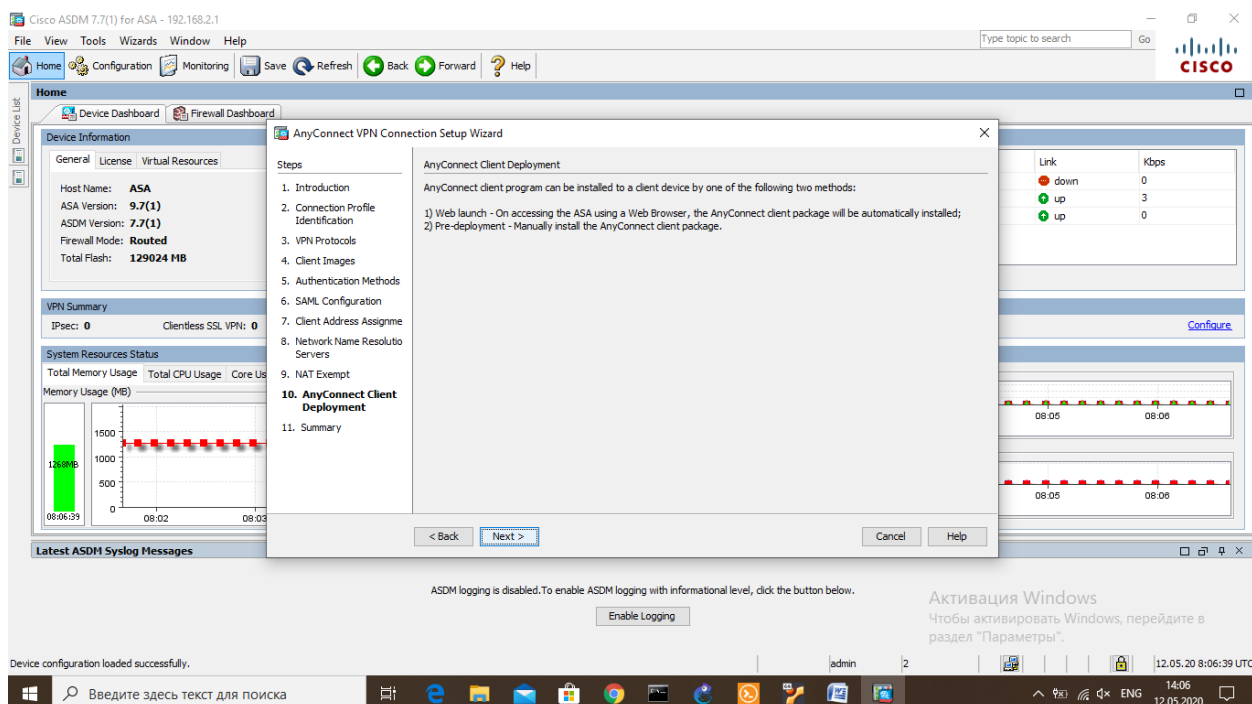 Cisco ASDM 7.7(1) for ASA - 192.168.2.1
File View Tools Wizards Window Help
Type topic to search Go
Home Configuration Monitoring Save Refresh Back Forward Help
CISCO
Device List
Home
Device Dashboard Firewall Dashboard
Device Information
General License Virtual Resources
Host Name: ASA
ASA Version: 9.7(1)
ASDM Version: 7.7(1)
Firewall Mode: Routed
Total Flash: 129024 MB
VPN Summary
IPsec: 0 Clientless SSL VPN: 0
System Resources Status
Total Memory Usage Total CPU Usage Core Us
Memory Usage (MB)
1500
1000
500
0
1268MB
08:06:39
08:02 08:03
AnyConnect VPN Connection Setup Wizard
Steps
1. Introduction
2. Connection Profile
Identification
3. VPN Protocols
4. Client Images
5. Authentication Methods
6. SAML Configuration
7. Client Address Assignme
8. Network Name Resolutio
Servers
9. NAT Exempt
10. AnyConnect Client
Deployment
11. Summary
AnyConnect Client Deployment
AnyConnect client program can be installed to a client device by one of the following two methods:
1) Web launch - On accessing the ASA using a Web Browser, the AnyConnect client package will be automatically installed;
2) Pre-deployment - Manually install the AnyConnect client package.
< Back Next > Cancel Help
Link Kbps
down 0
up 3
up 0
Configure
08:05 08:06
08:05 08:06
Latest ASDM Syslog Messages
ASDM logging is disabled.To enable ASDM logging with informational level, click the button below.
Enable Logging
Активация Windows
Чтобы активировать Windows, перейдите в
раздел "Параметры".
Device configuration loaded successfully.
admin 2 12.05.20 8:06:39 UTC
Введите здесь текст для поиска
ENG
14:06
12.05.2020